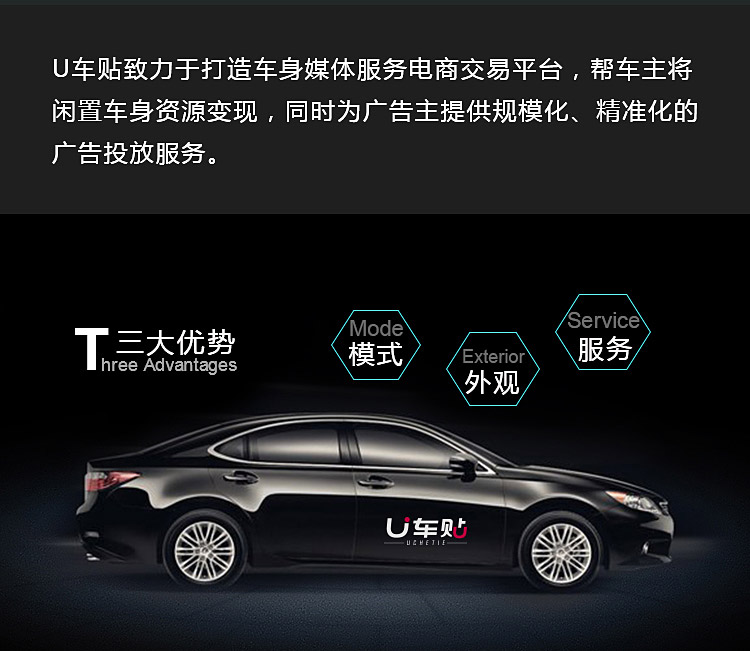 U车贴致力于打造车身媒体服务电商交易平台，帮车主将
闲置车身资源变现，同时为广告主提供规模化、精准化的
广告投放服务。
三大优势
Three Advantages
Mode
模式
Exterior
外观
Service
服务
U车贴
UCHETIE